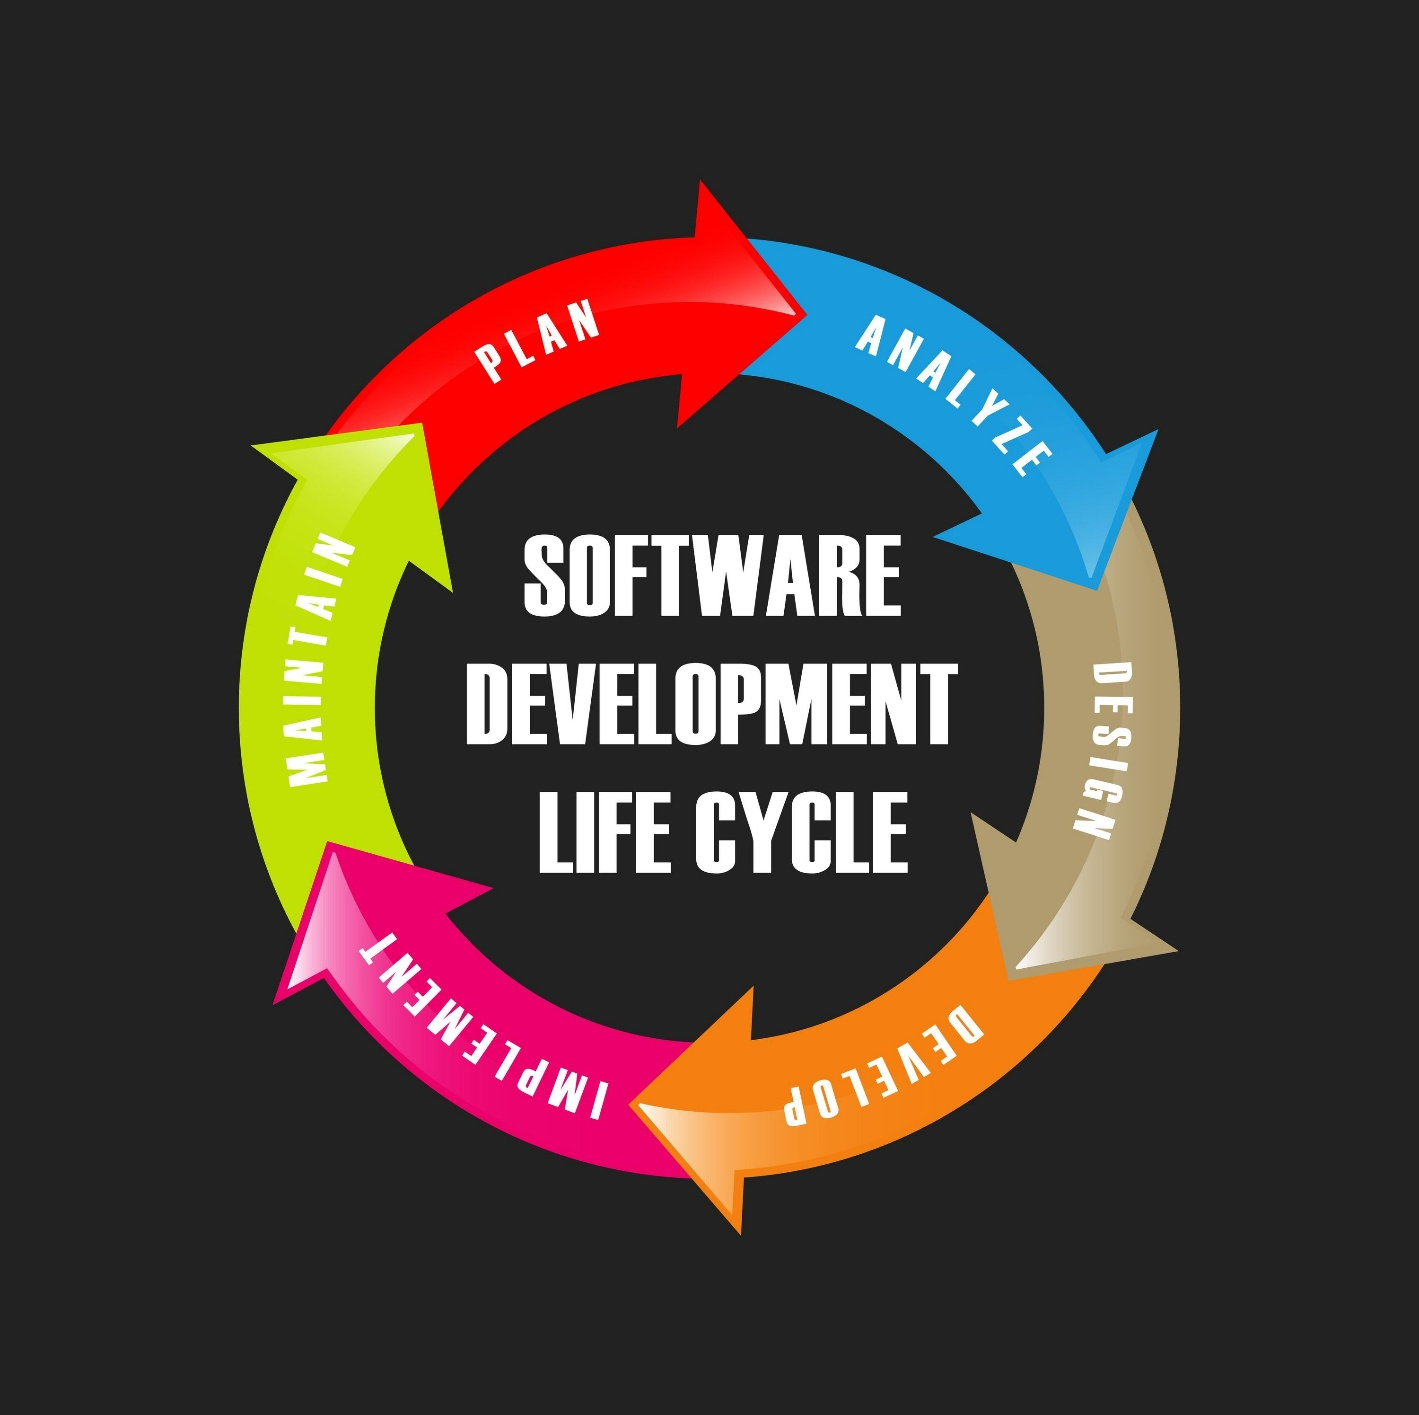 PLAN
ANALYZE
DESIGN
DEVELOP
IMPLEMENT
MAINTAIN
SOFTWARE
DEVELOPMENT
LIFE CYCLE